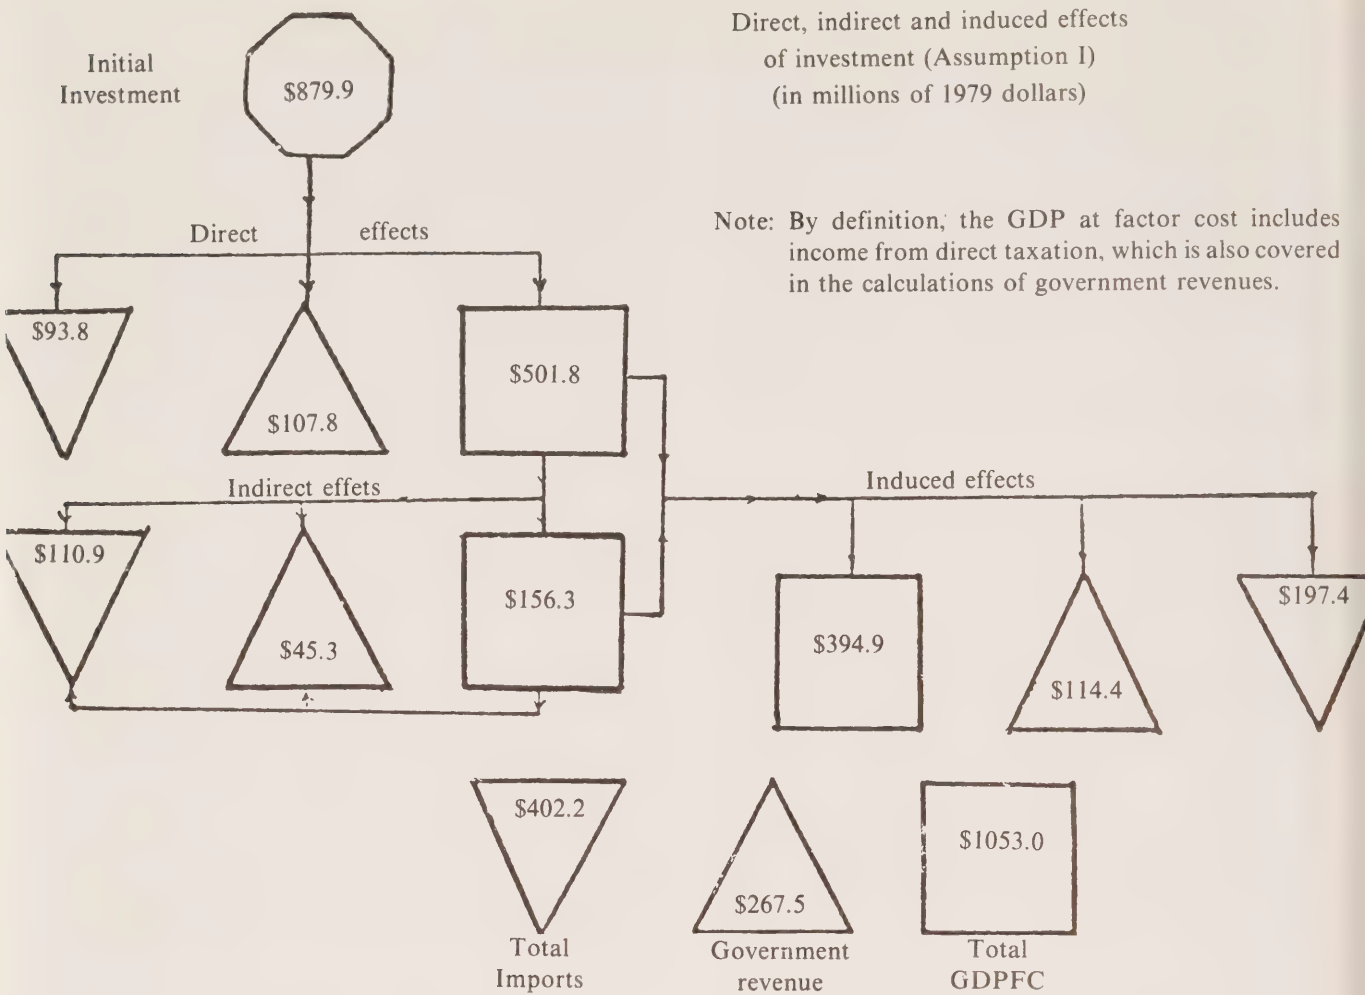 Direct, indirect and induced effects
of investment (Assumption I)
(in millions of 1979 dollars)
Initial
Investment
$879.9
Note: By definition, the GDP at factor cost includes
income from direct taxation, which is also covered
in the calculations of government revenues.
Direct effects
$93.8
$107.8
$501.8
Indirect effets
Induced effects
$110.9
$45.3
$156.3
$394.9
$114.4
$197.4
$402.2
$267.5
$1053.0
Total
Imports
Government
revenue
Total
GDPFC